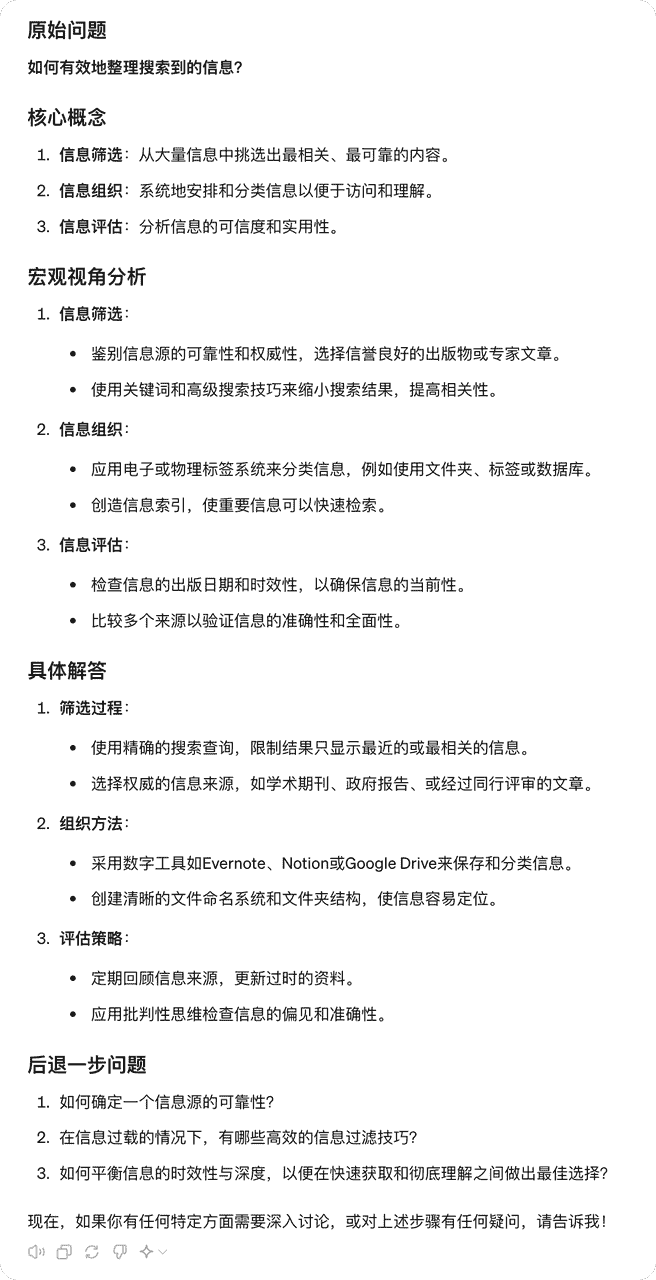 原始问题
如何有效地整理搜索到的信息?
核心概念
1. 信息筛选：从大量信息中挑选出最相关、最可靠的内容。
2. 信息组织：系统地安排和分类信息以便于访问和理解。
3. 信息评估：分析信息的可信度和实用性。
宏观视角分析
1. 信息筛选：
• 鉴别信息源的可靠性和权威性，选择信誉良好的出版物或专家文章。
• 使用关键词和高级搜索技巧来缩小搜索结果，提高相关性。
2. 信息组织：
• 应用电子或物理标签系统来分类信息，例如使用文件夹、标签或数据库。
• 创造信息索引，使重要信息可以快速检索。
3. 信息评估：
• 检查信息的出版日期和时效性，以确保信息的当前性。
• 比较多个来源以验证信息的准确性和全面性。
具体解答
1. 筛选过程：
• 使用精确的搜索查询，限制结果只显示最近的或最相关的信息。
• 选择权威的信息来源，如学术期刊、政府报告、或经过同行评审的文章。
2. 组织方法：
• 采用数字工具如Evernote、Notion或Google Drive来保存和分类信息。
• 创建清晰的文件命名系统和文件夹结构，使信息容易定位。
3. 评估策略：
• 定期回顾信息来源，更新过时的资料。
• 应用批判性思维检查信息的偏见和准确性。
后退一步问题
1. 如何确定一个信息源的可靠性?
2. 在信息过载的情况下，有哪些高效的信息过滤技巧?
3. 如何平衡信息的时效性与深度，以便在快速获取和彻底理解之间做出最佳选择?
现在，如果你有任何特定方面需要深入讨论，或对上述步骤有任何疑问，请告诉我！